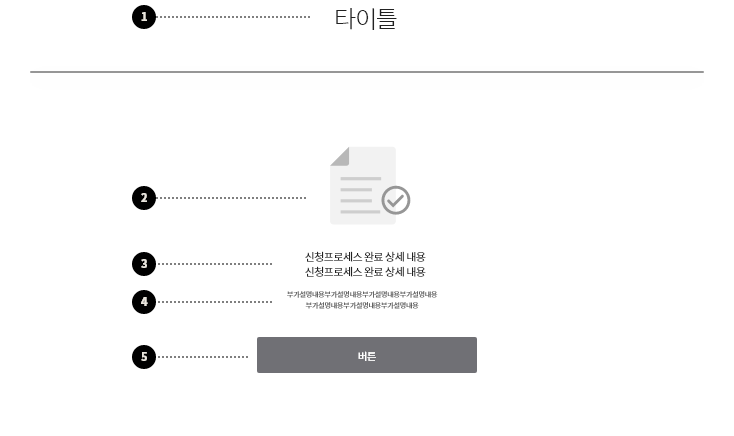 1 타이틀
2
3 신청프로세스 완료 상세 내용
신청프로세스 완료 상세 내용
4 부가설명내용부가설명내용부가설명내용부가설명내용
부가설명내용부가설명내용부가설명내용
5 버튼